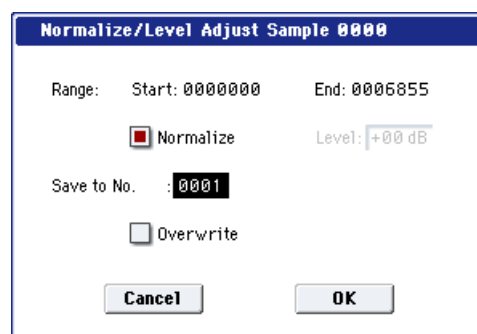 Normalize/Level Adjust Sample 0000
Range: Start: 0000000 End: 0006855
Normalize Level: +00 dB
Save to No. : 0001
Overwrite
Cancel OK